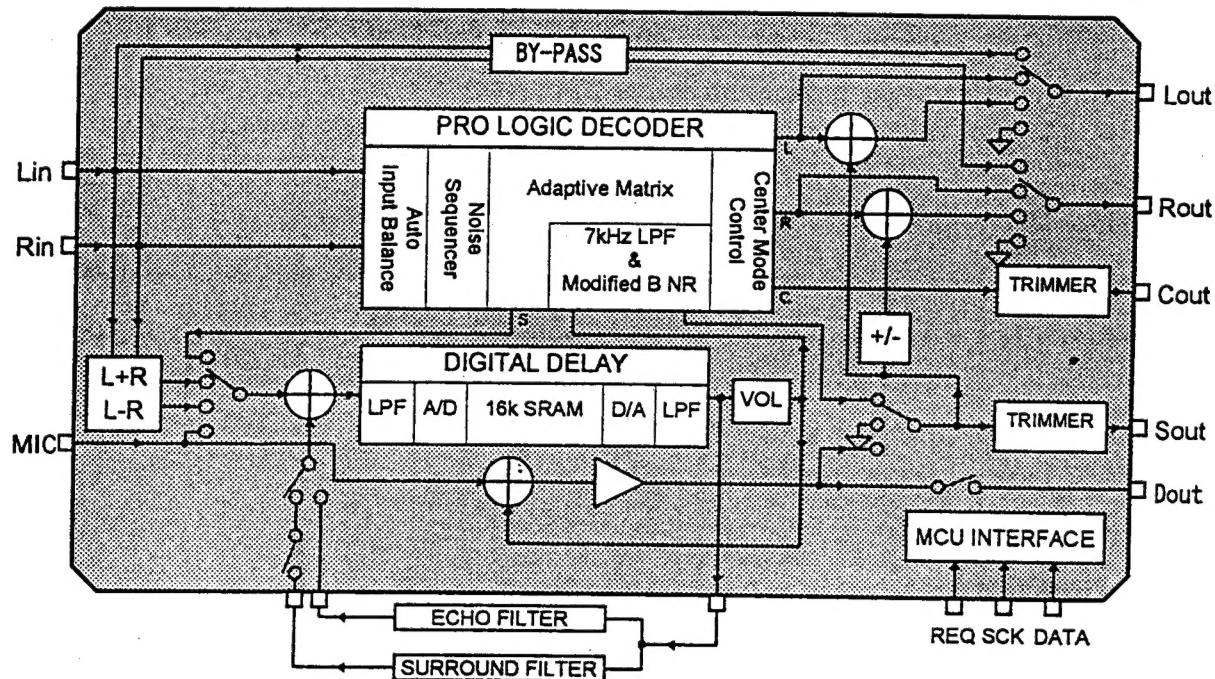 BY-PASS
Lout
PRO LOGIC DECODER
L
Lin
Auto
Input Balance
Noise
Sequencer
Adaptive Matrix
Center Mode
Control
7kHz LPF
&
Modified B NR
R
Rout
Rin
C
TRIMMER
Cout
S
+/-
L+R
L-R
DIGITAL DELAY
LPF
A/D
16k SRAM
D/A
LPF
VOL
TRIMMER
Sout
MIC
Dout
MCU INTERFACE
ECHO FILTER
SURROUND FILTER
REQ SCK DATA